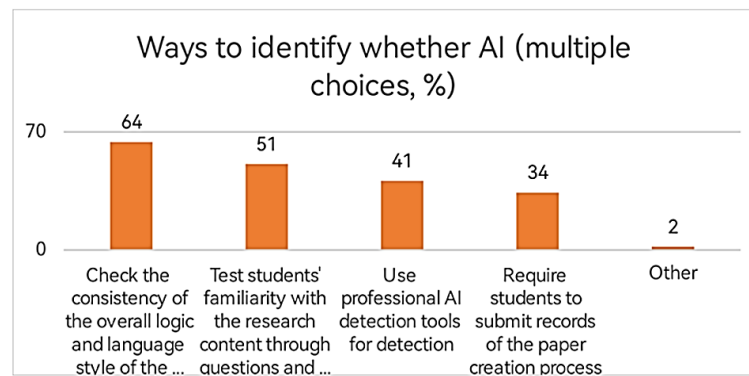 Ways to identify whether AI (multiple
choices, %)
70
64
51
41
34
2
0
Check the
consistency of
the overall logic
and language
style of the ...
Test students'
familiarity with
the research
content through
questions and ...
Use
professional AI
detection tools
for detection
Require
students to
submit records
of the paper
creation process
Other